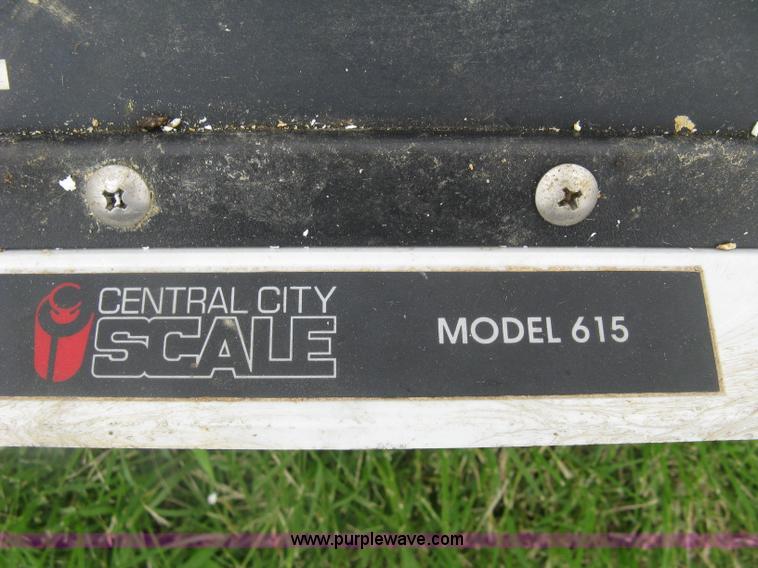 CENTRAL CITY
SCALE
MODEL 615
www.purplewave.com